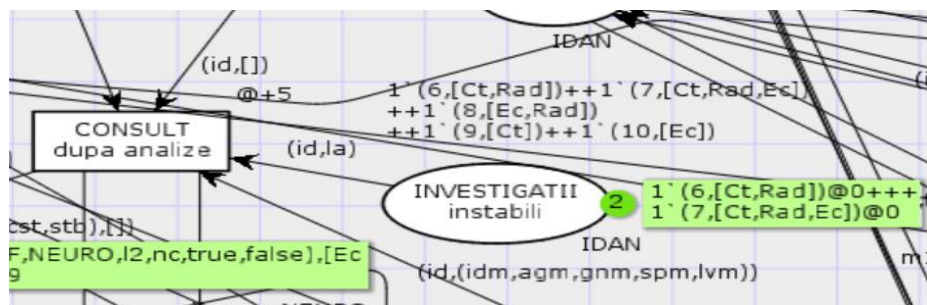 IDAN
(id,[])
@+5
1`(6,[Ct,Rad])++1`(7,[Ct,Rad,Ec])
++1`(8,[Ec,Rad])
++1`(9,[Ct])++1`(10,[Ec])
CONSULT
dupa analize
(id,la)
INVESTIGATII
instabili
2
1`(6,[Ct,Rad])@0+++
1`(7,[Ct,Rad,Ec])@0
IDAN
cst,stb),[])
F,NEURO,l2,nc,true,false),[Ec
9
(id,(idm,agm,gnm,spm,lvm))